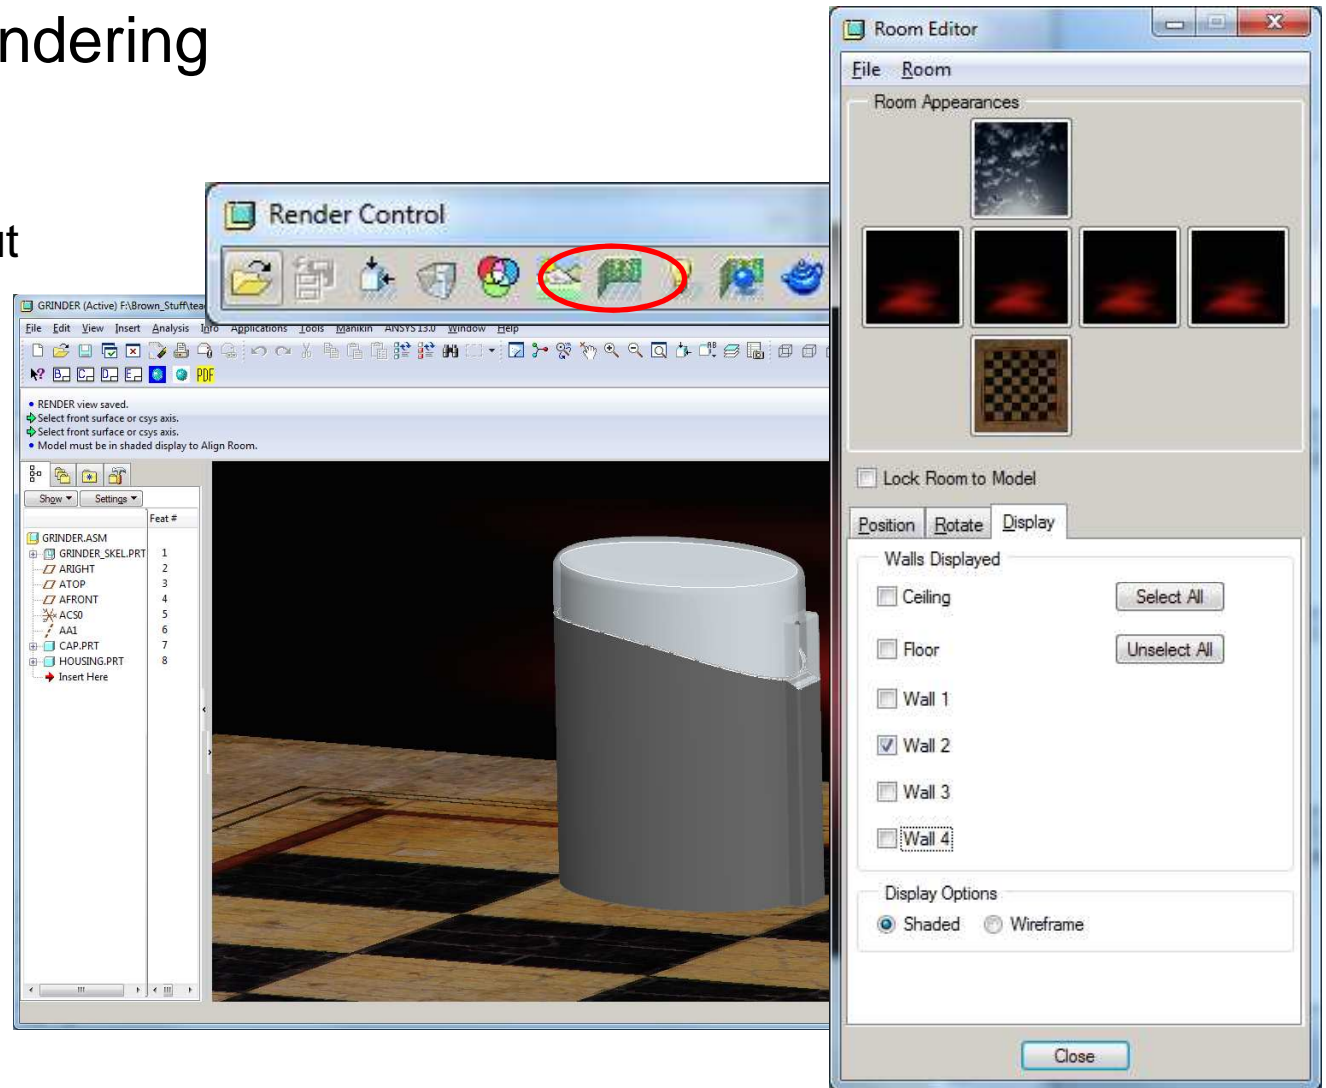 ndering
ut
Render Control
GRINDER (Active) F:\Brown_Stuff\tea
File Edit View Insert Analysis Info Applications Tools Manikin ANSYS 13.0 Window Help
PDF
RENDER view saved.
Select front surface or csys axis.
Select front surface or csys axis.
Model must be in shaded display to Align Room.
Show Settings
Feat #
GRINDER.ASM
GRINDER_SKEL.PRT 1
ARIGHT 2
ATOP 3
AFRONT 4
ACS0 5
AA1 6
CAP.PRT 7
HOUSING.PRT 8
Insert Here
Room Editor
File Room
Room Appearances
Lock Room to Model
Position Rotate Display
Walls Displayed
Ceiling Select All
Floor Unselect All
Wall 1
Wall 2
Wall 3
Wall 4
Display Options
Shaded Wireframe
Close